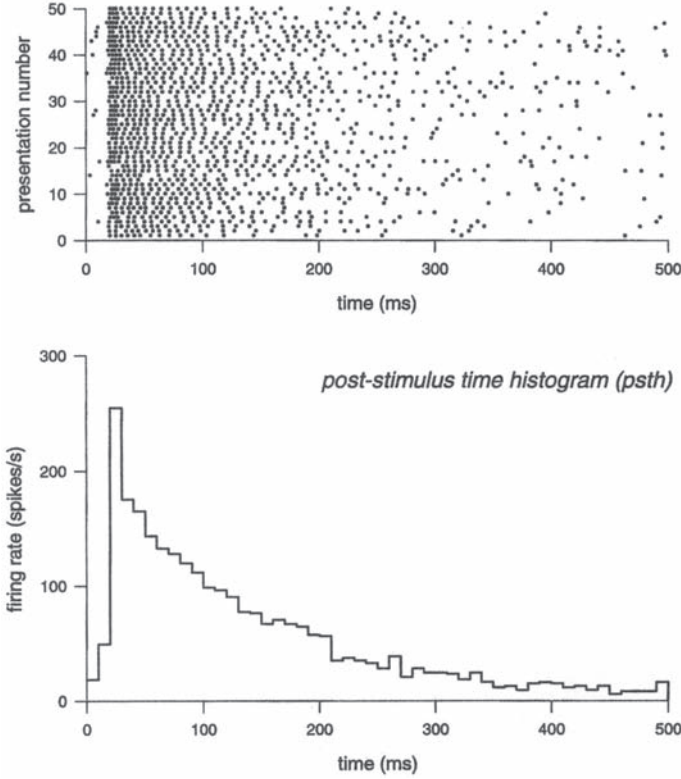 50
40
30
20
10
0
presentation number
0 100 200 300 400 500
time (ms)
300
200
100
0
firing rate (spikes/s)
post-stimulus time histogram (psth)
0 100 200 300 400 500
time (ms)